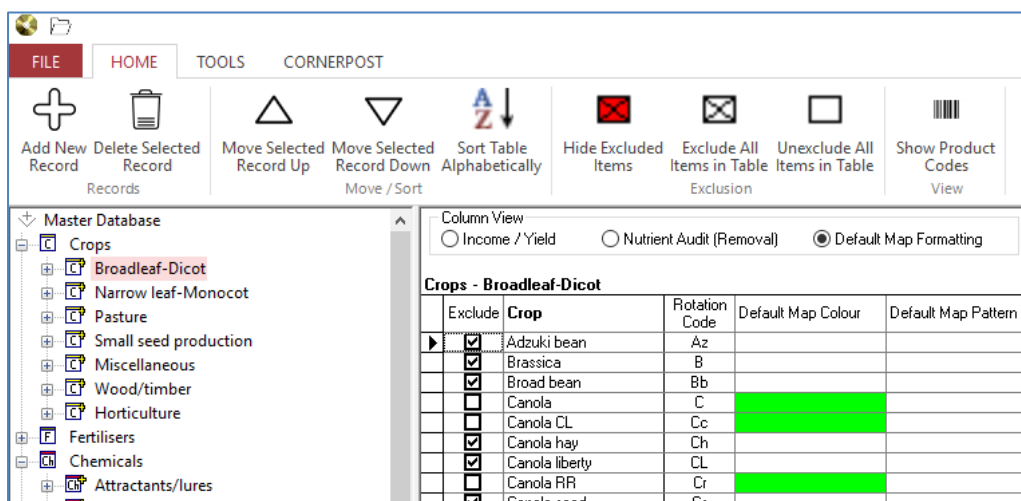 FILE HOME TOOLS CORNERPOST
Add New Delete Selected Move Selected Move Selected Sort Table Hide Excluded Exclude All Unexclude All Show Product
Record Record Record Up Record Down Alphabetically Items Items in Table Items in Table Codes
Records Move / Sort Exclusion View
Master Database
Crops
Broadleaf-Dicot
Narrow leaf-Monocot
Pasture
Small seed production
Miscellaneous
Wood/timber
Horticulture
Fertilisers
Chemicals
Attractants/lures
Column View
Income / Yield Nutrient Audit (Removal) Default Map Formatting
Crops - Broadleaf-Dicot
Exclude Crop Rotation Code Default Map Colour Default Map Pattern
Adzuki bean Az
Brassica B
Broad bean Bb
Canola C
Canola CL Cc
Canola hay Ch
Canola liberty CL
Canola RR Cr